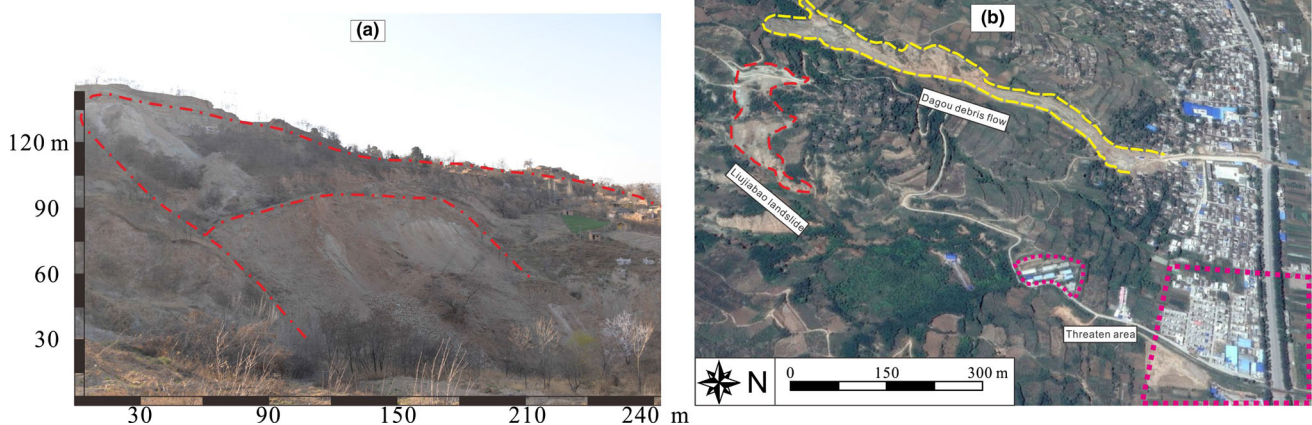 (a)
120 m
90
60
30
30
90
150
210
240 m
(b)
Dagou debris flow
Liujiabao landslide
Threaten area
N
0
150
300 m